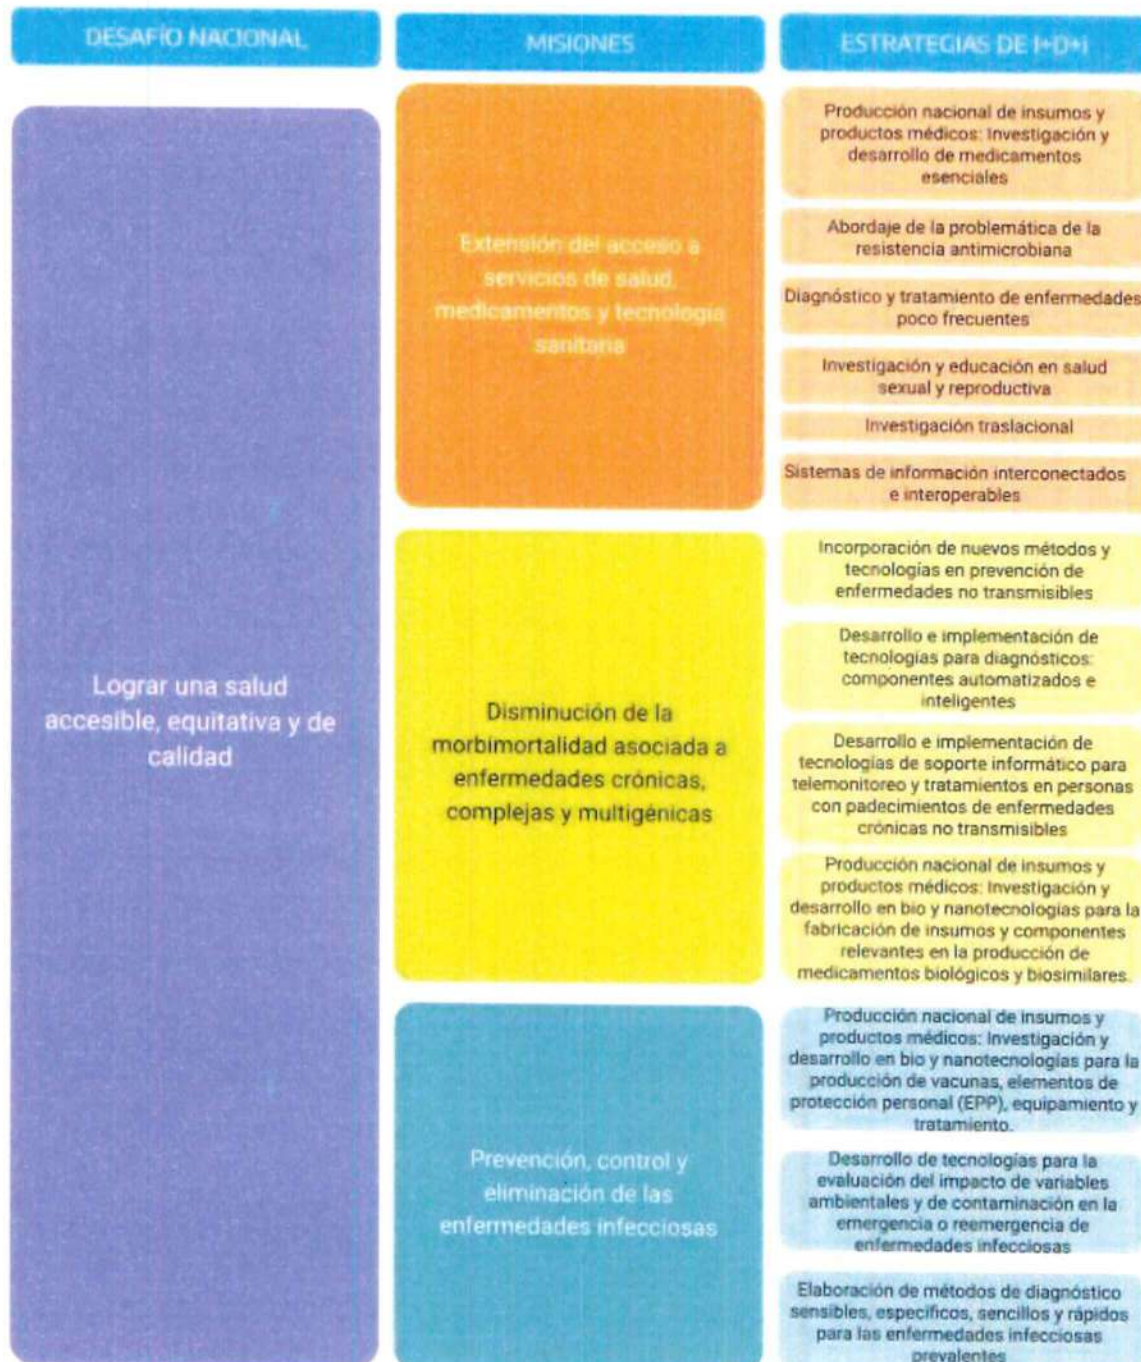 DESAFÍO NACIONAL
MISIONES
ESTRATEGIAS DE I+D+i
Lograr una salud
accesible, equitativa y de
calidad
Extensión del acceso a
servicios de salud,
medicamentos y tecnología
sanitaria
Producción nacional de insumos y
productos médicos: Investigación y
desarrollo de medicamentos
esenciales
Abordaje de la problemática de la
resistencia antimicrobiana
Diagnóstico y tratamiento de enfermedades
poco frecuentes
Investigación y educación en salud
sexual y reproductiva
Investigación traslacional
Sistemas de información interconectados
e interoperables
Disminución de la
morbimortalidad asociada a
enfermedades crónicas,
complejas y multigénicas
Incorporación de nuevos métodos y
tecnologías en prevención de
enfermedades no transmisibles
Desarrollo e implementación de
tecnologías para diagnósticos:
componentes automatizados e
inteligentes
Desarrollo e implementación de
tecnologías de soporte informático para
telemonitoreo y tratamientos en personas
con padecimientos de enfermedades
crónicas no transmisibles
Producción nacional de insumos y
productos médicos: Investigación y
desarrollo en bio y nanotecnologías para la
fabricación de insumos y componentes
relevantes en la producción de
medicamentos biológicos y biosimilares.
Prevención, control y
eliminación de las
enfermedades infecciosas
Producción nacional de insumos y
productos médicos: Investigación y
desarrollo en bio y nanotecnologías para la
producción de vacunas, elementos de
protección personal (EPP), equipamiento y
tratamiento.
Desarrollo de tecnologías para la
evaluación del impacto de variables
ambientales y de contaminación en la
emergencia o reemergencia de
enfermedades infecciosas
Elaboración de métodos de diagnóstico
sensibles, específicos, sencillos y rápidos
para las enfermedades infecciosas
prevalentes